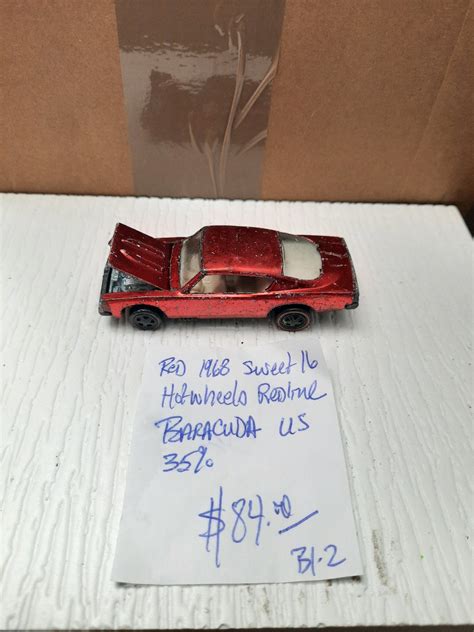 RED 1968 Sweet 16
Hotwheels Redline
BARACUDA US
35%
$84.00
B1.2